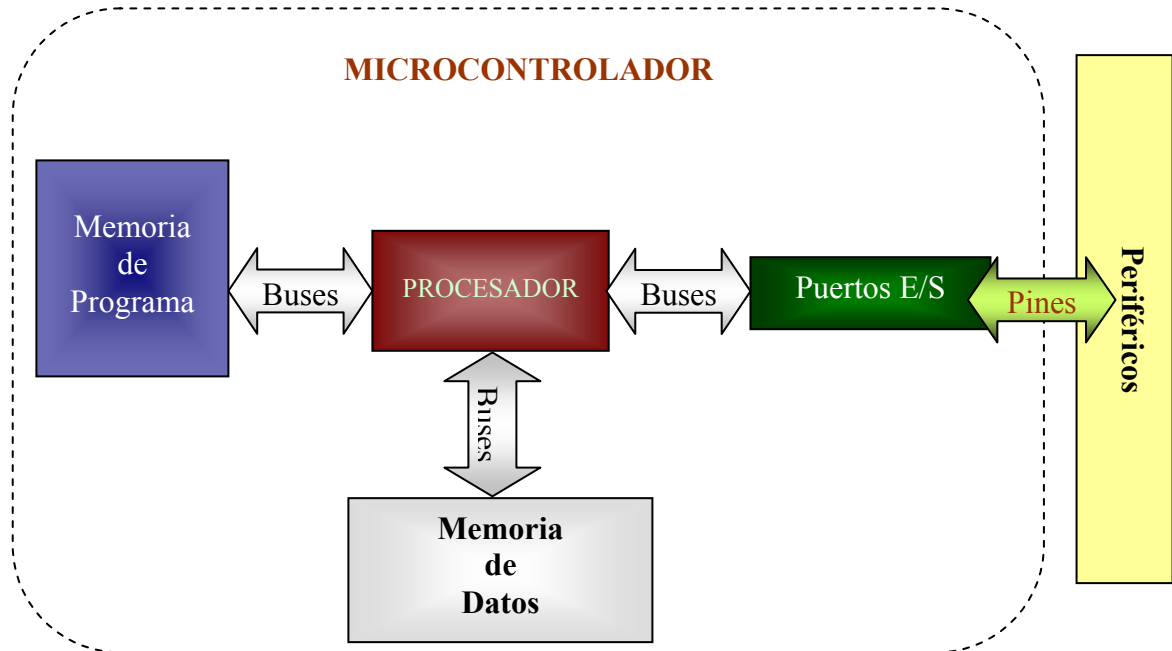 MICROCONTROLADOR
Memoria
de
Programa
Buses
PROCESADOR
Buses
Puertos E/S
Pines
Periféricos
Buses
Memoria
de
Datos